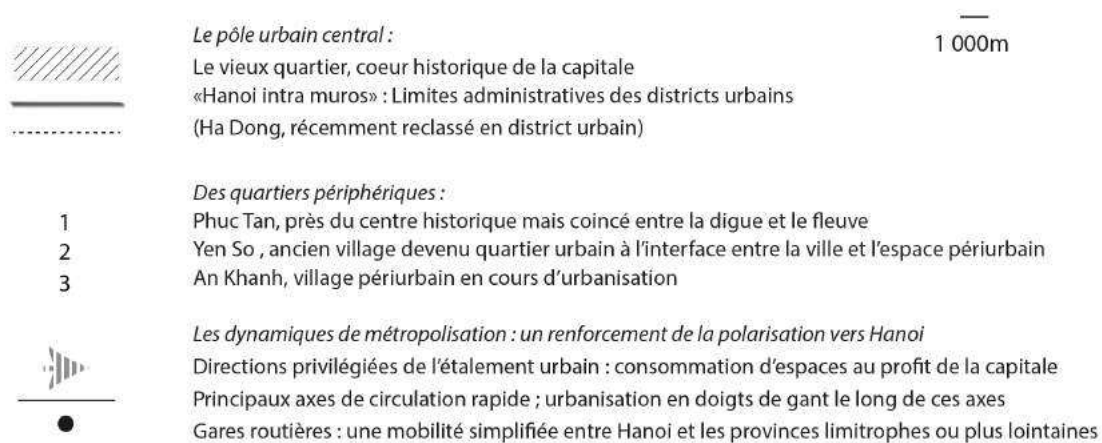 Le pôle urbain central :
1 000m
Le vieux quartier, coeur historique de la capitale
«Hanoi intra muros» : Limites administratives des districts urbains
(Ha Dong, récemment reclassé en district urbain)
Des quartiers périphériques :
1 Phuc Tan, près du centre historique mais coincé entre la digue et le fleuve
2 Yen So , ancien village devenu quartier urbain à l'interface entre la ville et l'espace périurbain
3 An Khanh, village périurbain en cours d'urbanisation
Les dynamiques de métropolisation : un renforcement de la polarisation vers Hanoi
Directions privilégiées de l'étalement urbain : consommation d'espaces au profit de la capitale
Principaux axes de circulation rapide ; urbanisation en doigts de gant le long de ces axes
Gares routières : une mobilité simplifiée entre Hanoi et les provinces limitrophes ou plus lointaines